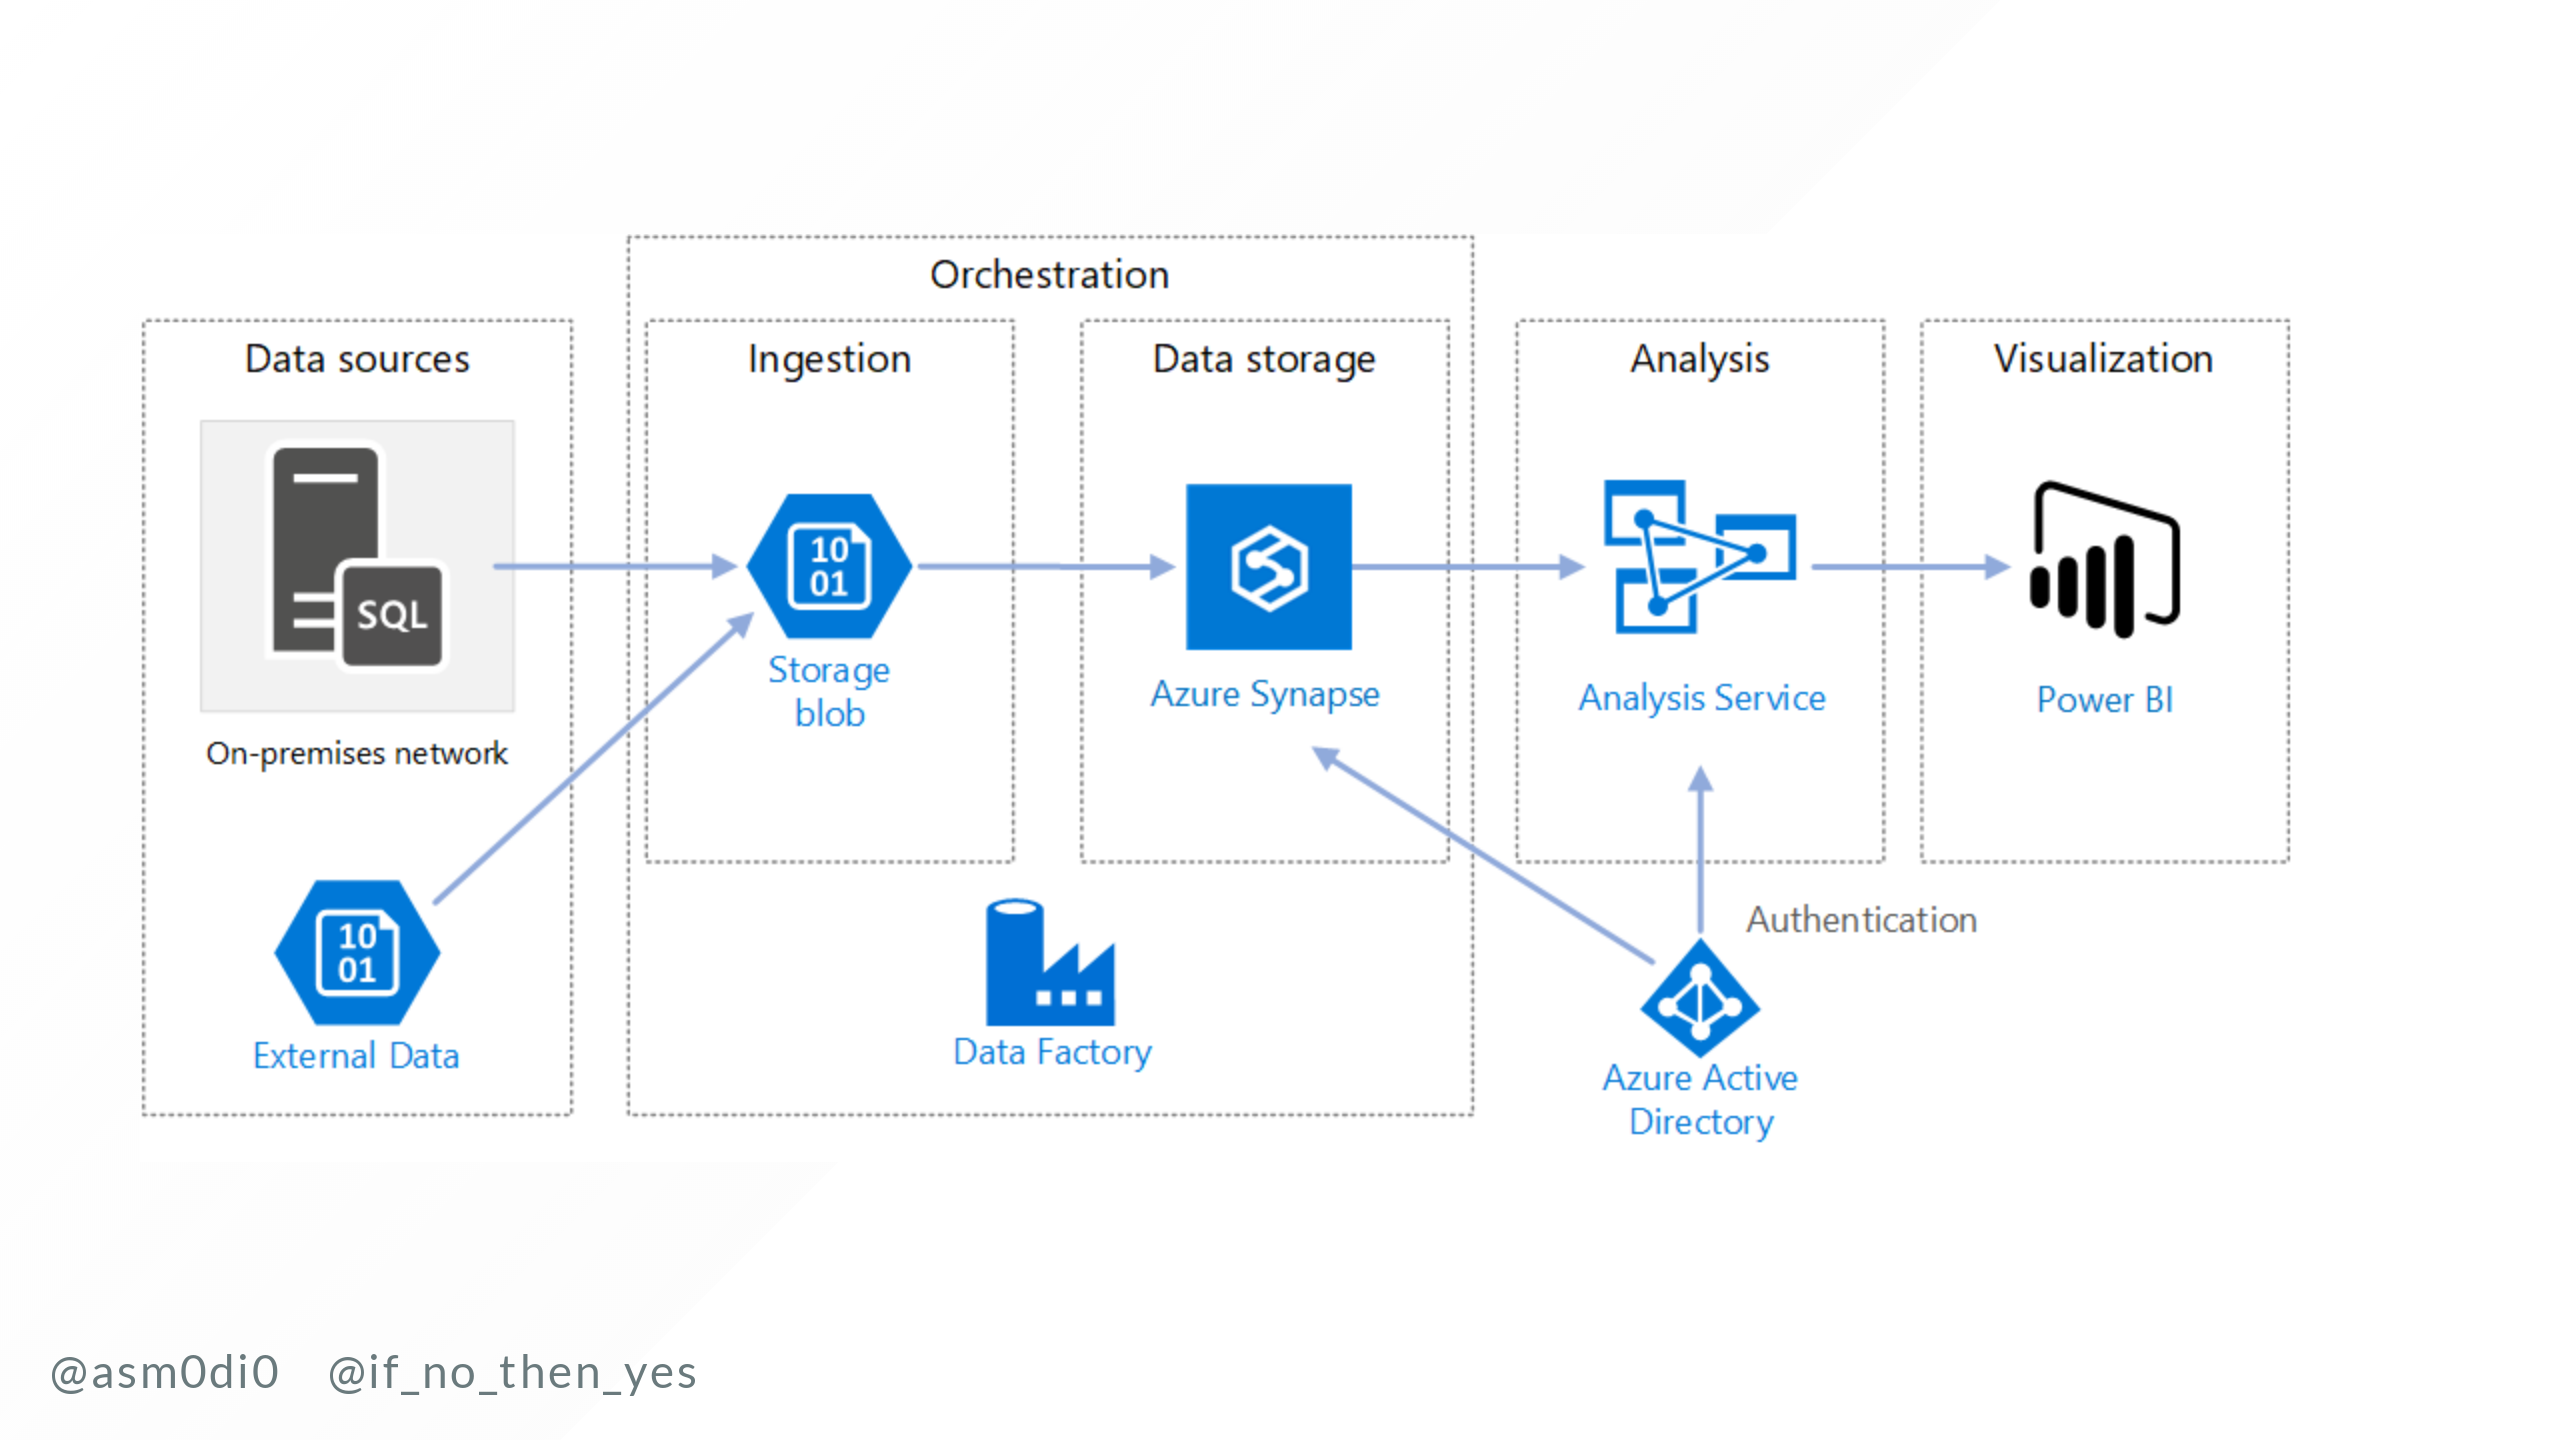 Orchestration
Data sources
Ingestion
Data storage
Analysis
Visualization
10
01
SQL
Storage
blob
Azure Synapse
Analysis Service
Power BI
On-premises network
10
01
External Data
Data Factory
Authentication
Azure Active
Directory
@asm0di0 @if_no_then_yes